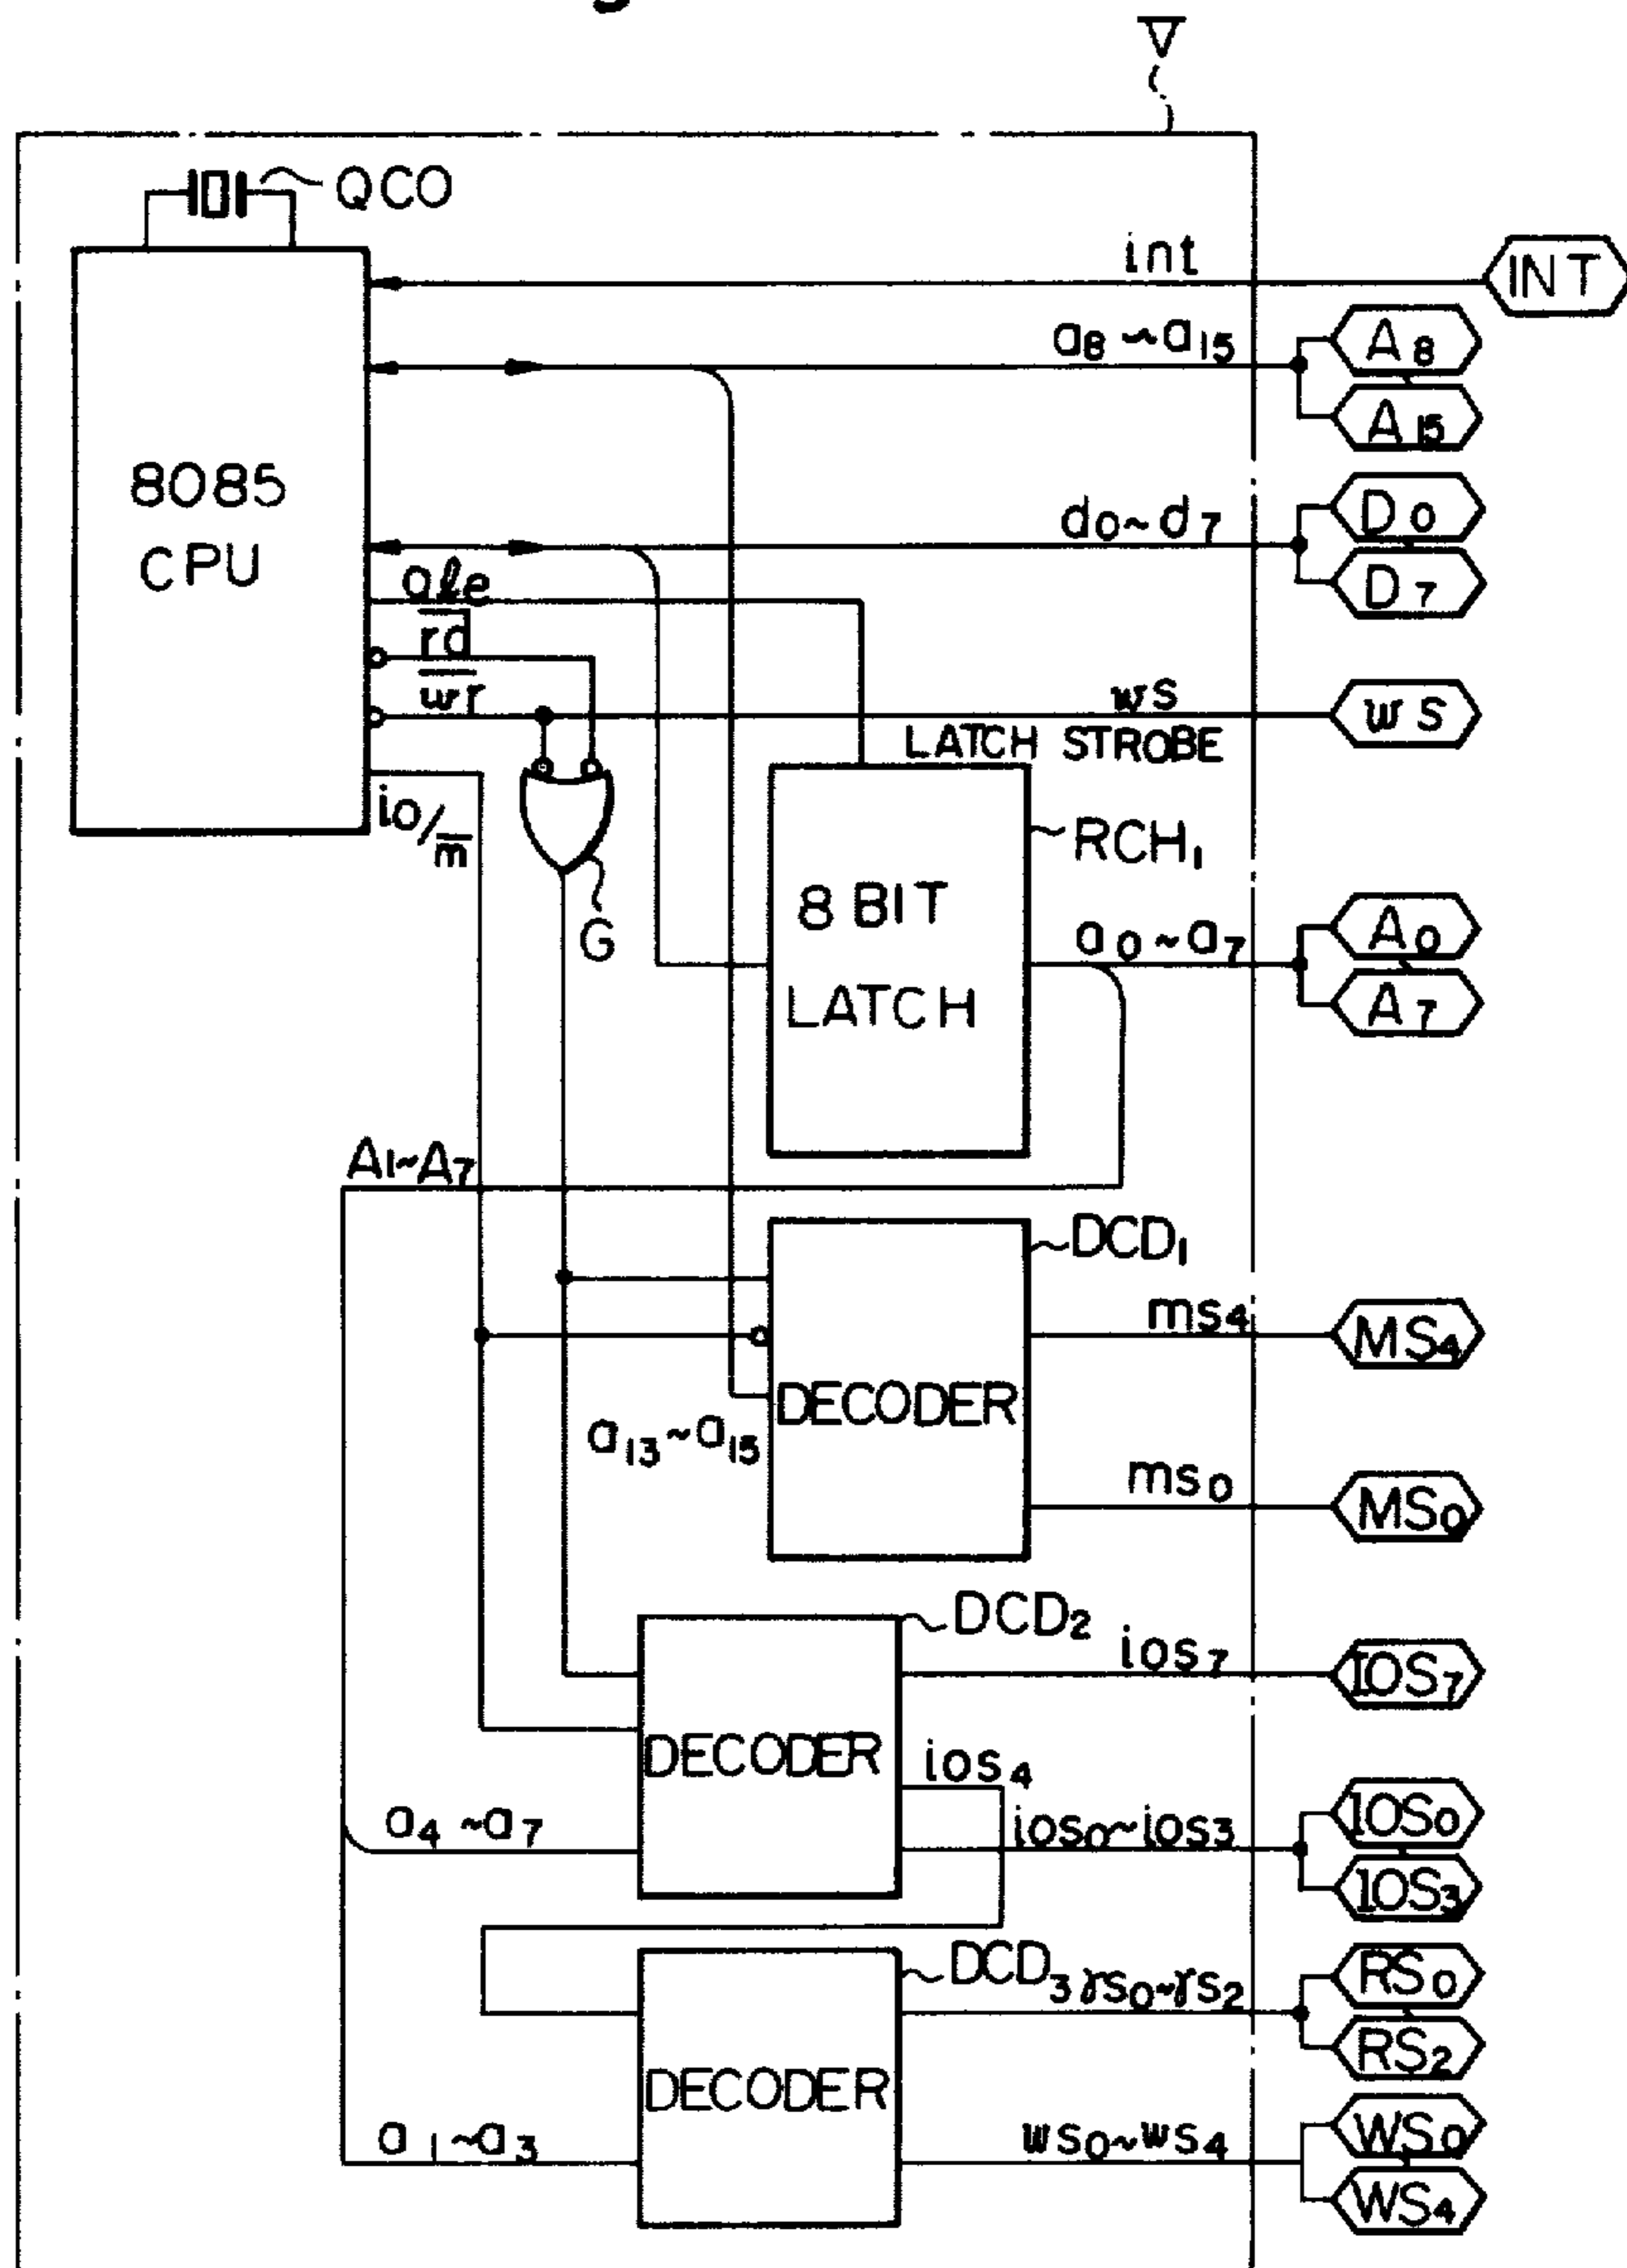 V
QCO
int
INT
a8 ~ a15
A8
A15
8085
CPU
d0~d7
D0
D7
ale
rd
wr
ws
WS
LATCH STROBE
io/m
RCH1
8 BIT
LATCH
G
a0~a7
A0
A7
A1~A7
DCD1
ms4
MS4
DECODER
a13~a15
ms0
MS0
DCD2
ios7
IOS7
DECODER
ios4
a4 ~a7
ios0~ios3
IOS0
IOS3
DCD3
γs0~γs2
RS0
RS2
DECODER
a1~a3
ws0~ws4
WS0
WS4